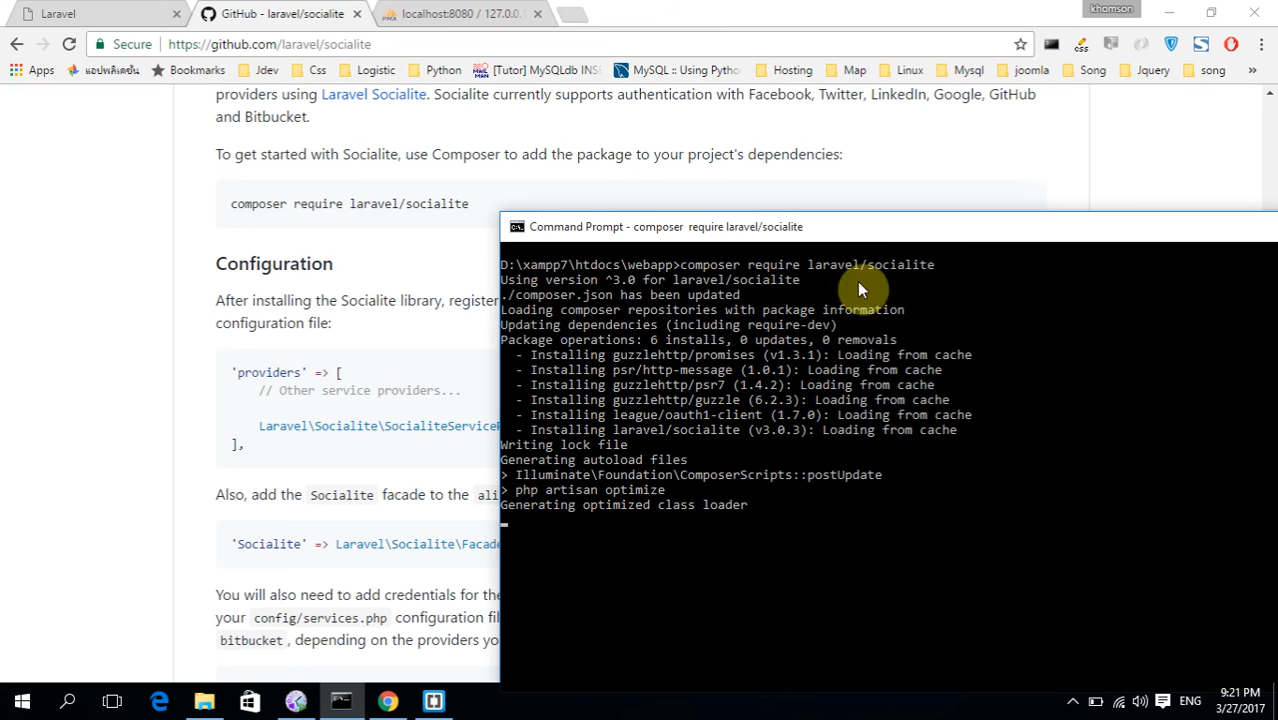 Laravel
GitHub - laravel/socialite
localhost:8080 / 127.0.0.
khomson
Secure
https://github.com/laravel/socialite
Apps
แอปพลิเคชัน
Bookmarks
Jdev
Css
Logistic
Python
[Tutor] MySQLdb INS
MySQL :: Using Python
Hosting
Map
Linux
Mysql
joomla
Song
Jquery
song
providers using Laravel Socialite. Socialite currently supports authentication with Facebook, Twitter, LinkedIn, Google, GitHub
and Bitbucket.
To get started with Socialite, use Composer to add the package to your project's dependencies:
composer require laravel/socialite
Configuration
After installing the Socialite library, register
configuration file:
'providers' => [
// Other service providers...
Laravel\Socialite\SocialiteServiceP
],
Also, add the Socialite facade to the ali
'Socialite' => Laravel\Socialite\Facade
You will also need to add credentials for the
your config/services.php configuration fil
bitbucket, depending on the providers yo
Command Prompt - composer require laravel/socialite
D:\xampp7\htdocs\webapp>composer require laravel/socialite
Using version ^3.0 for laravel/socialite
./composer.json has been updated
Loading composer repositories with package information
Updating dependencies (including require-dev)
Package operations: 6 installs, 0 updates, 0 removals
- Installing guzzlehttp/promises (v1.3.1): Loading from cache
- Installing psr/http-message (1.0.1): Loading from cache
- Installing guzzlehttp/psr7 (1.4.2): Loading from cache
- Installing guzzlehttp/guzzle (6.2.3): Loading from cache
- Installing league/oauth1-client (1.7.0): Loading from cache
- Installing laravel/socialite (v3.0.3): Loading from cache
Writing lock file
Generating autoload files
> Illuminate\Foundation\ComposerScripts::postUpdate
> php artisan optimize
Generating optimized class loader
ENG
9:21 PM
3/27/2017